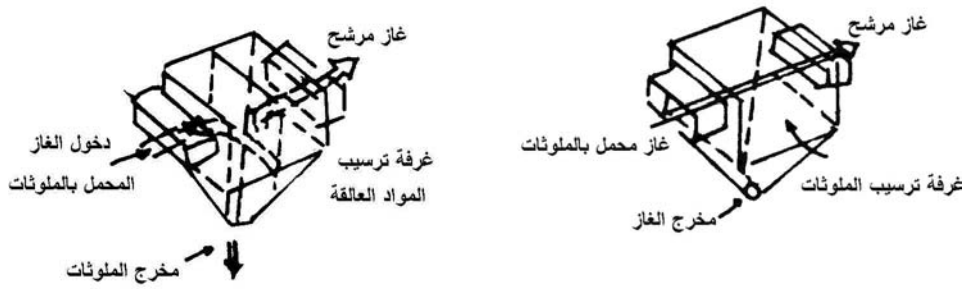 غاز مرشح
دخول الغاز
المحمل بالملوثات
غرفة ترسيب
المواد العالقة
مخرج الملوثات
غاز مرشح
غاز محمل بالملوثات
غرفة ترسيب الملوثات
مخرج الغاز